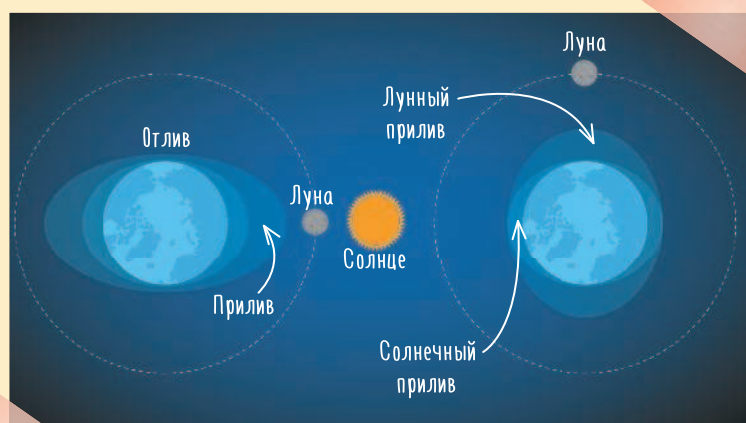 Отлив
Луна
Солнце
Прилив
Луна
Лунный
прилив
Солнечный
прилив